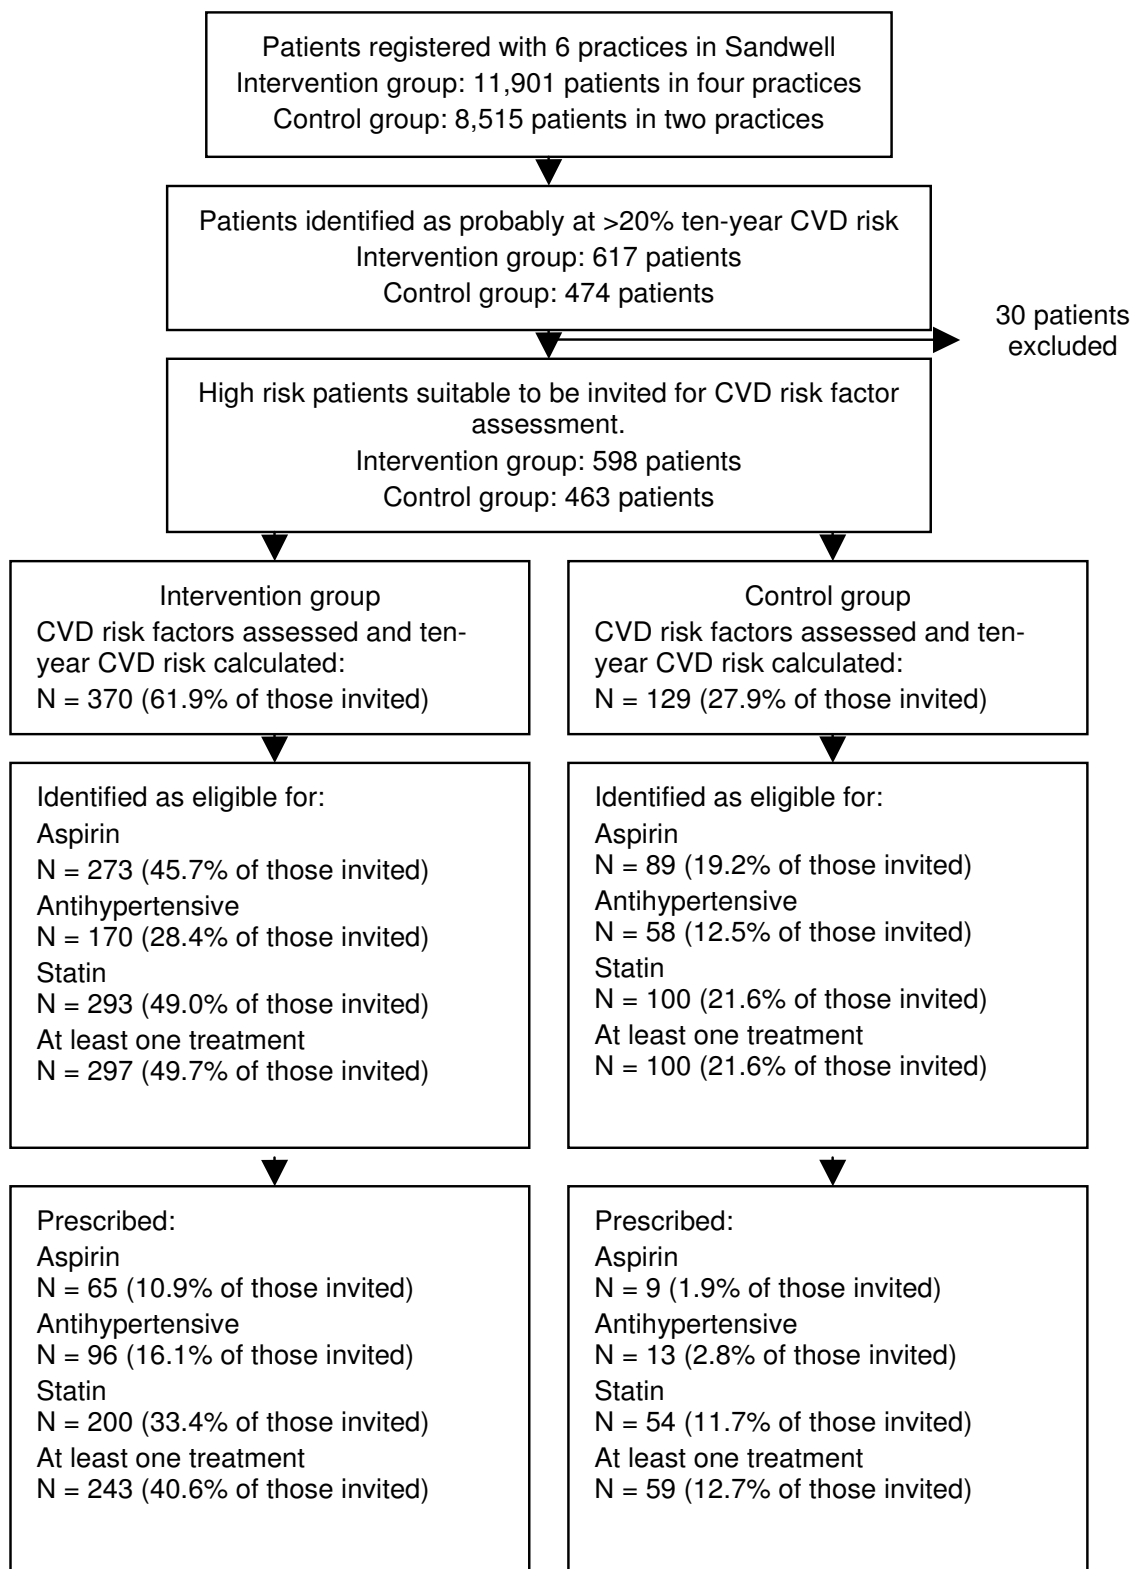 Patients registered with 6 practices in Sandwell
Intervention group: 11,901 patients in four practices
Control group: 8,515 patients in two practices
Patients identified as probably at >20% ten-year CVD risk
Intervention group: 617 patients
Control group: 474 patients
30 patients
excluded
High risk patients suitable to be invited for CVD risk factor
assessment.
Intervention group: 598 patients
Control group: 463 patients
Intervention group
CVD risk factors assessed and ten-
year CVD risk calculated:
N = 370 (61.9% of those invited)
Control group
CVD risk factors assessed and ten-
year CVD risk calculated:
N = 129 (27.9% of those invited)
Identified as eligible for:
Aspirin
N = 273 (45.7% of those invited)
Antihypertensive
N = 170 (28.4% of those invited)
Statin
N = 293 (49.0% of those invited)
At least one treatment
N = 297 (49.7% of those invited)
Identified as eligible for:
Aspirin
N = 89 (19.2% of those invited)
Antihypertensive
N = 58 (12.5% of those invited)
Statin
N = 100 (21.6% of those invited)
At least one treatment
N = 100 (21.6% of those invited)
Prescribed:
Aspirin
N = 65 (10.9% of those invited)
Antihypertensive
N = 96 (16.1% of those invited)
Statin
N = 200 (33.4% of those invited)
At least one treatment
N = 243 (40.6% of those invited)
Prescribed:
Aspirin
N = 9 (1.9% of those invited)
Antihypertensive
N = 13 (2.8% of those invited)
Statin
N = 54 (11.7% of those invited)
At least one treatment
N = 59 (12.7% of those invited)